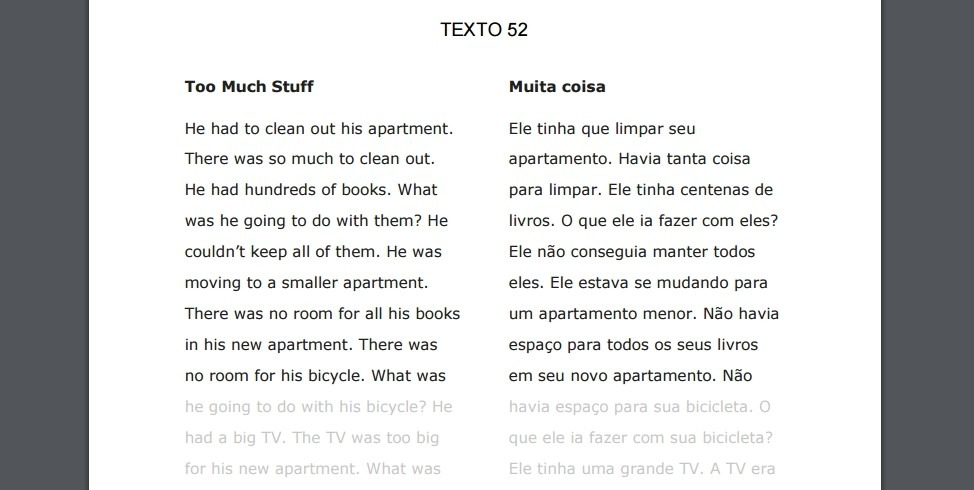 TEXTO 52
Too Much Stuff
He had to clean out his apartment.
There was so much to clean out.
He had hundreds of books. What
was he going to do with them? He
couldn’t keep all of them. He was
moving to a smaller apartment.
There was no room for all his books
in his new apartment. There was
no room for his bicycle. What was
he going to do with his bicycle? He
had a big TV. The TV was too big
for his new apartment. What was
Muita coisa
Ele tinha que limpar seu
apartamento. Havia tanta coisa
para limpar. Ele tinha centenas de
livros. O que ele ia fazer com eles?
Ele não conseguia manter todos
eles. Ele estava se mudando para
um apartamento menor. Não havia
espaço para todos os seus livros
em seu novo apartamento. Não
havia espaço para sua bicicleta. O
que ele ia fazer com sua bicicleta?
Ele tinha uma grande TV. A TV era